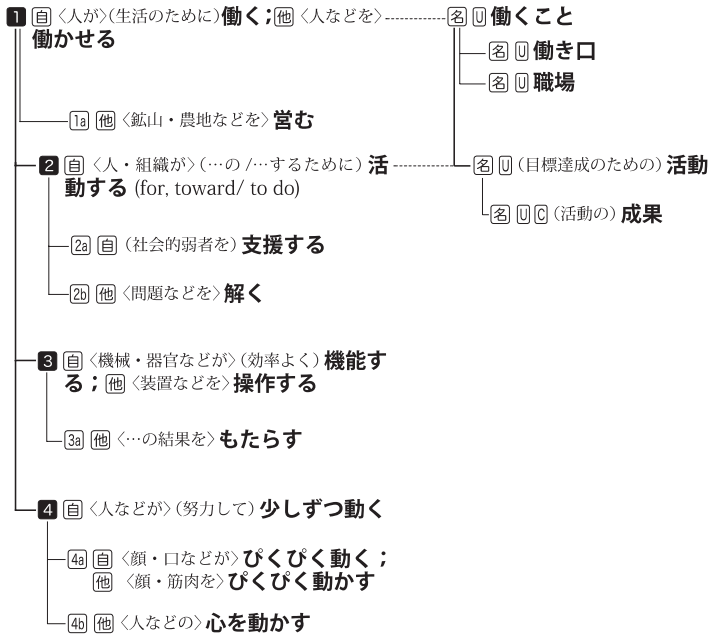 1 自〈人が〉(生活のために)働く;他〈人などを〉
働かせる
名 U 働くこと
名 U 働き口
名 U 職場
1a 他〈鉱山・農地などを〉営む
2 自〈人・組織が〉(…の /…するために) 活
動する (for, toward/ to do)
名 U (目標達成のための) 活動
名 U C (活動の) 成果
2a 自 (社会的弱者を) 支援する
2b 他〈問題などを〉解く
3 自〈機械・器官などが〉(効率よく) 機能す
る;他〈装置などを〉操作する
3a 他〈…の結果を〉もたらす
4 自〈人などが〉(努力して) 少しずつ動く
4a 自〈顔・口などが〉ぴくぴく動く;
他〈顔・筋肉を〉ぴくぴく動かす
4b 他〈人などの〉心を動かす